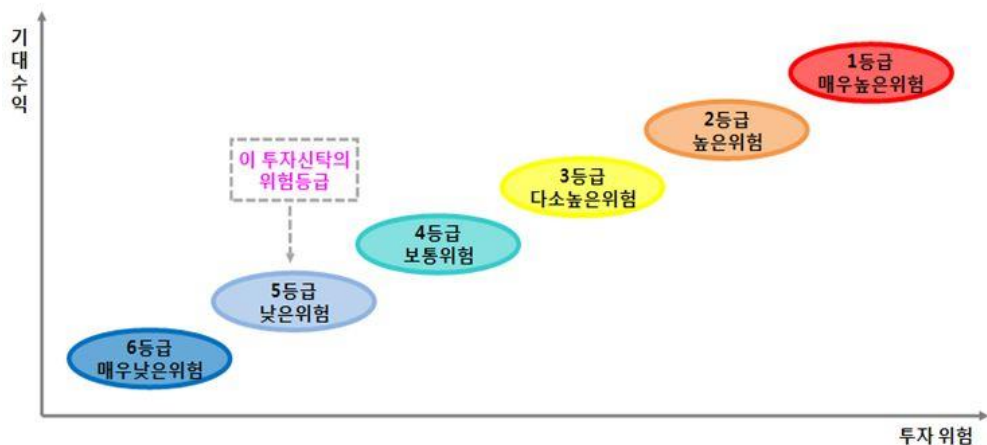 기대수익
1등급
매우높은위험
2등급
높은위험
이 투자신탁의
위험등급
3등급
다소높은위험
4등급
보통위험
5등급
낮은위험
6등급
매우낮은위험
투자 위험